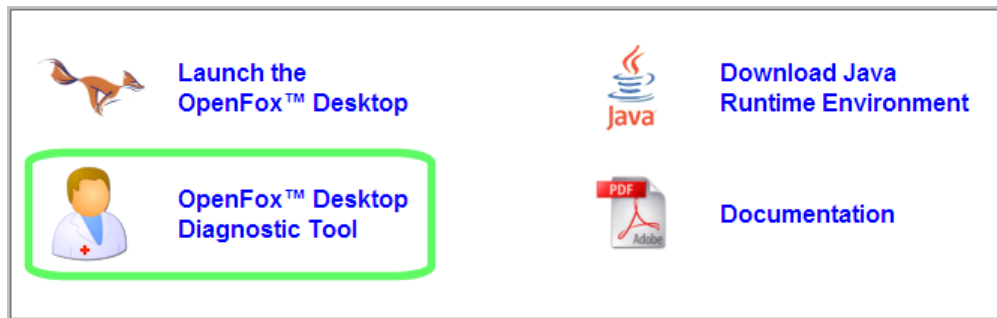 Launch the
OpenFox™ Desktop
Java
Download Java
Runtime Environment
OpenFox™ Desktop
Diagnostic Tool
PDF
Adobe
Documentation